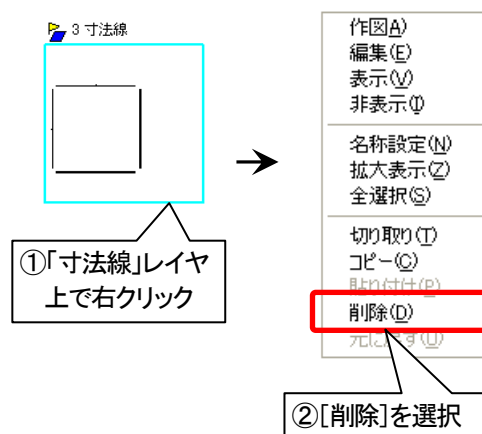 3 寸法線
①「寸法線」レイヤ
上で右クリック
作図A)
編集(E)
表示(V)
非表示(I)
名称設定(N)
拡大表示(Z)
全選択(S)
切り取り(T)
コピー(C)
貼り付け(P)
削除(D)
元に戻す(U)
②[削除]を選択